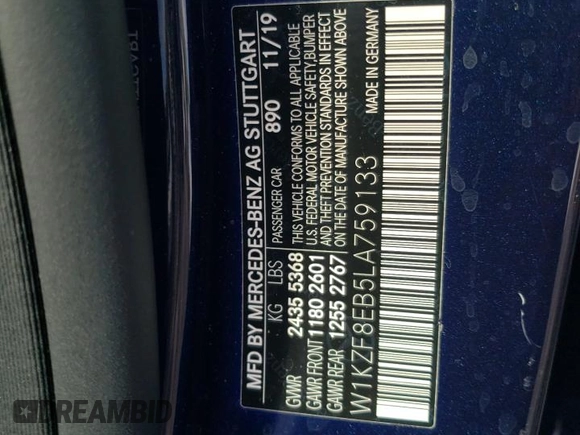 MFD BY MERCEDES-BENZ AG STUTTGART
890 11/19
KG LBS PASSENGER CAR
GVWR 2435 5368
GAWR FRONT 1180 2601
GAWR REAR 1255 2767
THIS VEHICLE CONFORMS TO ALL APPLICABLE
U.S. FEDERAL MOTOR VEHICLE SAFETY, BUMPER
AND THEFT PREVENTION STANDARDS IN EFFECT
ON THE DATE OF MANUFACTURE SHOWN ABOVE
W1KZF8EB5LA759133 MADE IN GERMANY
DREAMBID